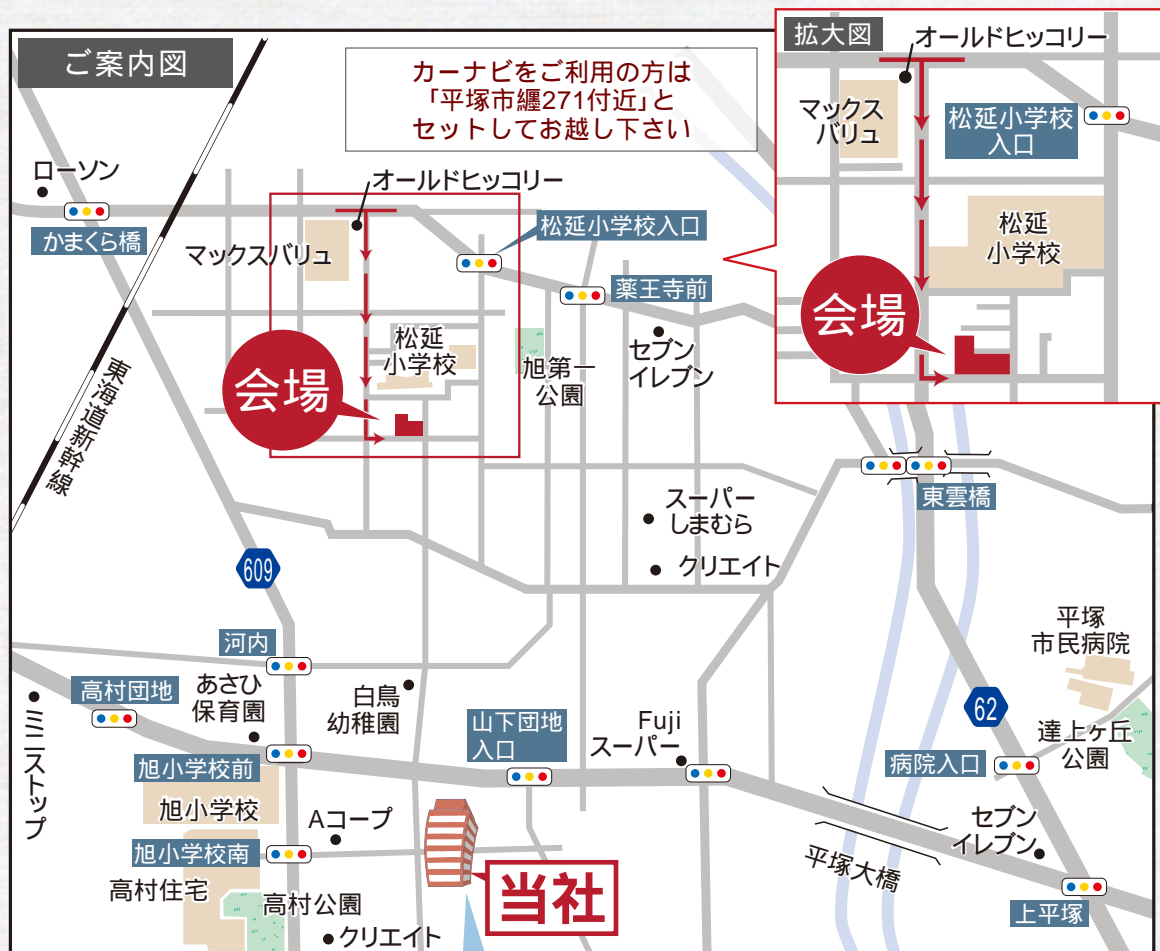 ご案内図
カーナビをご利用の方は
「平塚市纒271付近」と
セットしてお越し下さい
拡大図
オールドヒッコリー
マックス
バリュ
松延小学校
入口
松延
小学校
会場
ローソン
かまくら橋
オールドヒッコリー
マックスバリュ
松延小学校入口
薬王寺前
松延
小学校
会場
旭第一
公園
セブン
イレブン
東海道新幹線
スーパー
しまむら
クリエイト
東雲橋
609
河内
高村団地
あさひ
保育園
白鳥
幼稚園
山下団地
入口
Fuji
スーパー
平塚
市民病院
62
達上ヶ丘
公園
病院入口
ミニストップ
旭小学校前
旭小学校
Aコープ
旭小学校南
高村住宅
高村公園
クリエイト
当社
平塚大橋
セブン
イレブン
上平塚